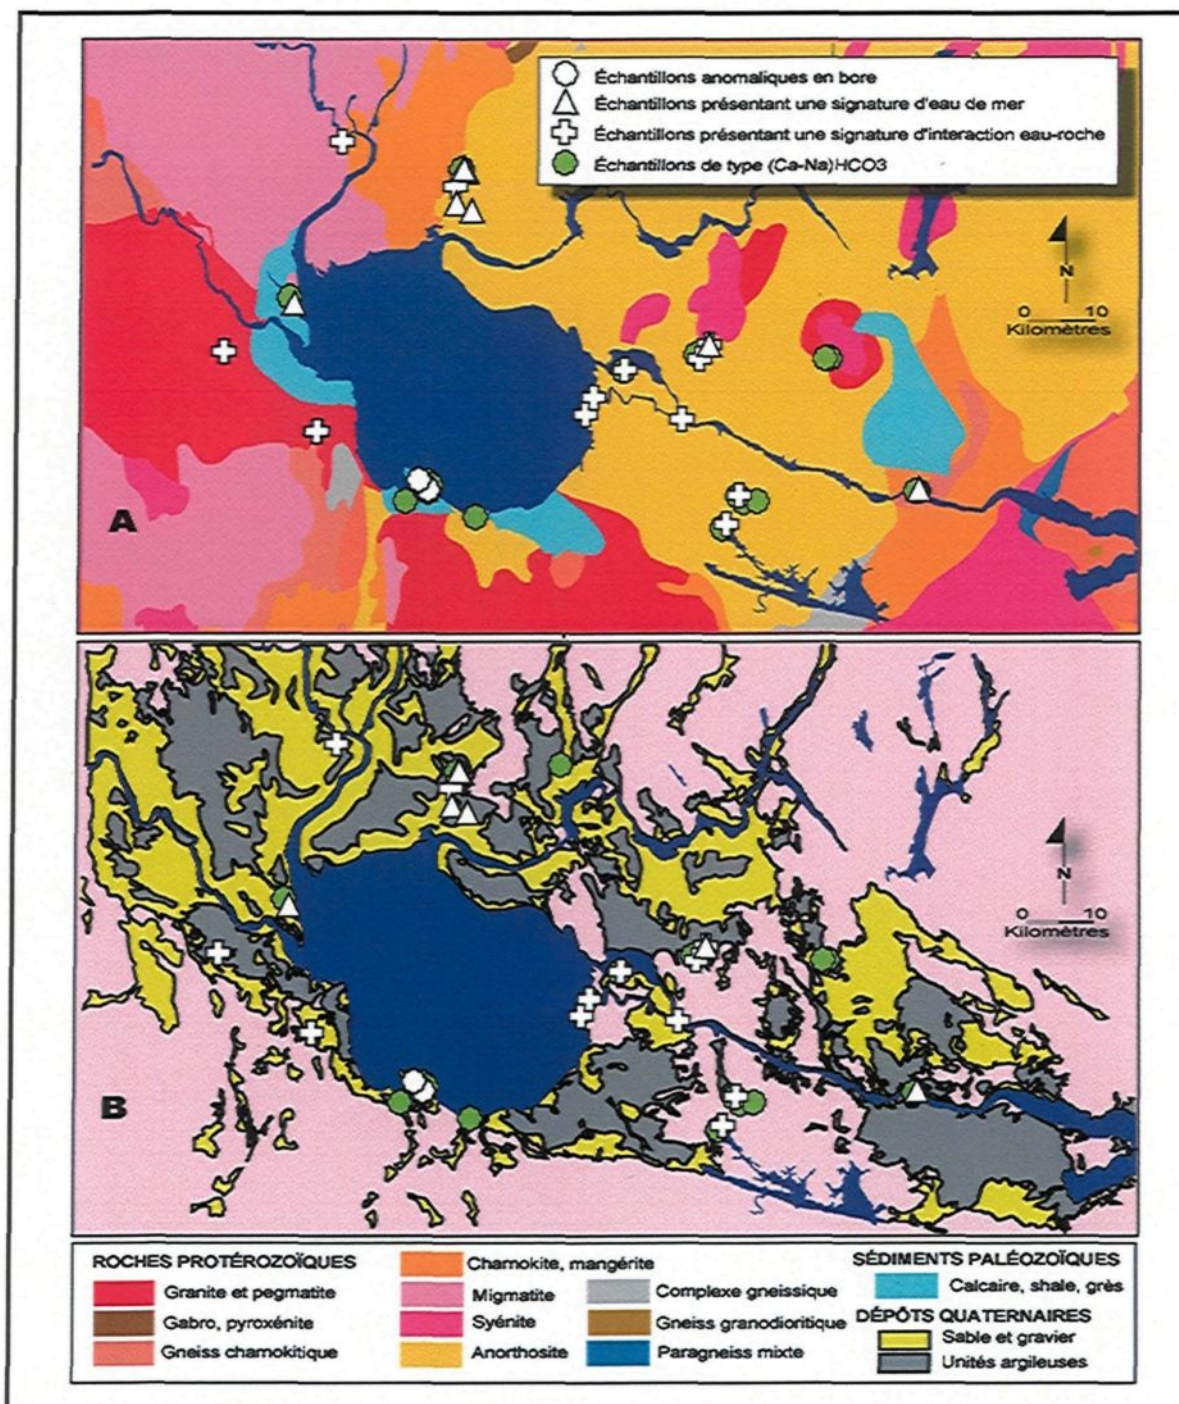 Échantillons anomaliques en bore
Échantillons présentant une signature d'eau de mer
Échantillons présentant une signature d'interaction eau-roche
Échantillons de type (Ca-Na)HCO3
N
0 10
Kilomètres
A
N
0 10
Kilomètres
B
ROCHES PROTÉROZOÏQUES
Granite et pegmatite
Gabro, pyroxénite
Gneiss charnokitique
Charnokite, mangérite
Migmatite
Syénite
Anorthosite
Complexe gneissique
Gneiss granodioritique
Paragneiss mixte
SÉDIMENTS PALÉOZOÏQUES
Calcaire, shale, grès
DÉPÔTS QUATERNAIRES
Sable et gravier
Unités argileuses